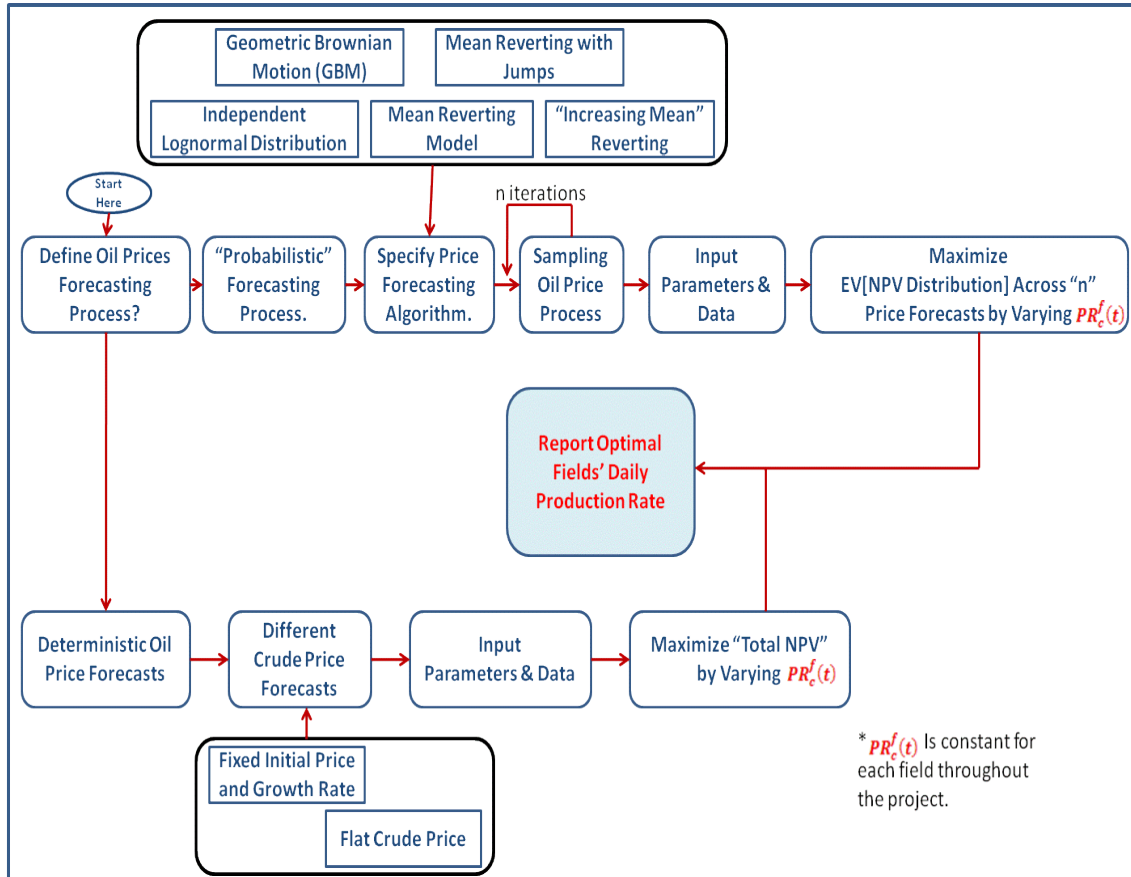 Geometric Brownian
Motion (GBM)
Mean Reverting with
Jumps
Independent
Lognormal Distribution
Mean Reverting
Model
“Increasing Mean”
Reverting
Start
Here
n iterations
Define Oil Prices
Forecasting
Process?
“Probabilistic”
Forecasting
Process.
Specify Price
Forecasting
Algorithm.
Sampling
Oil Price
Process
Input
Parameters &
Data
Maximize
EV[NPV Distribution] Across “n”
Price Forecasts by Varying PR_c^f(t)
Report Optimal
Fields’ Daily
Production Rate
Deterministic Oil
Price Forecasts
Different
Crude Price
Forecasts
Input
Parameters & Data
Maximize “Total NPV”
by Varying PR_c^f(t)
Fixed Initial Price
and Growth Rate
Flat Crude Price
* PR_c^f(t) Is constant for
each field throughout
the project.